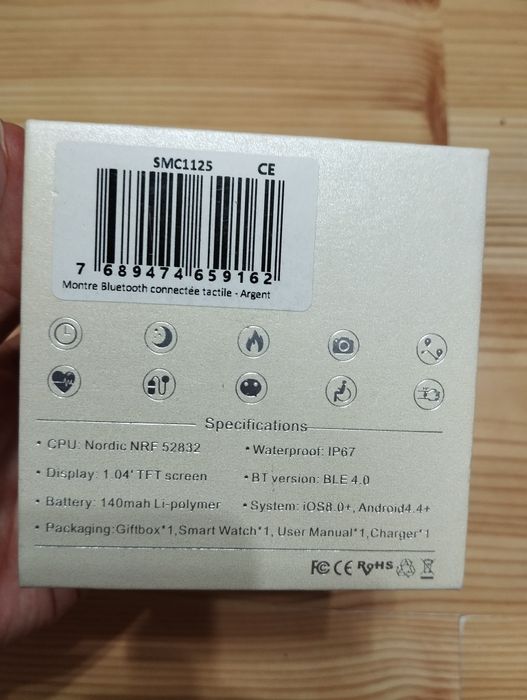 SMC1125 CE
7 689474 659162
Montre Bluetooth connectée tactile - Argent
Specifications
• CPU: Nordic NRF 52832
• Waterproof: IP67
• Display: 1.04' TFT screen
• BT version: BLE 4.0
• Battery: 140mah Li-polymer
• System: iOS8.0+, Android4.4+
• Packaging:Giftbox*1,Smart Watch*1, User Manual*1,Charger*1
FC CE RoHS